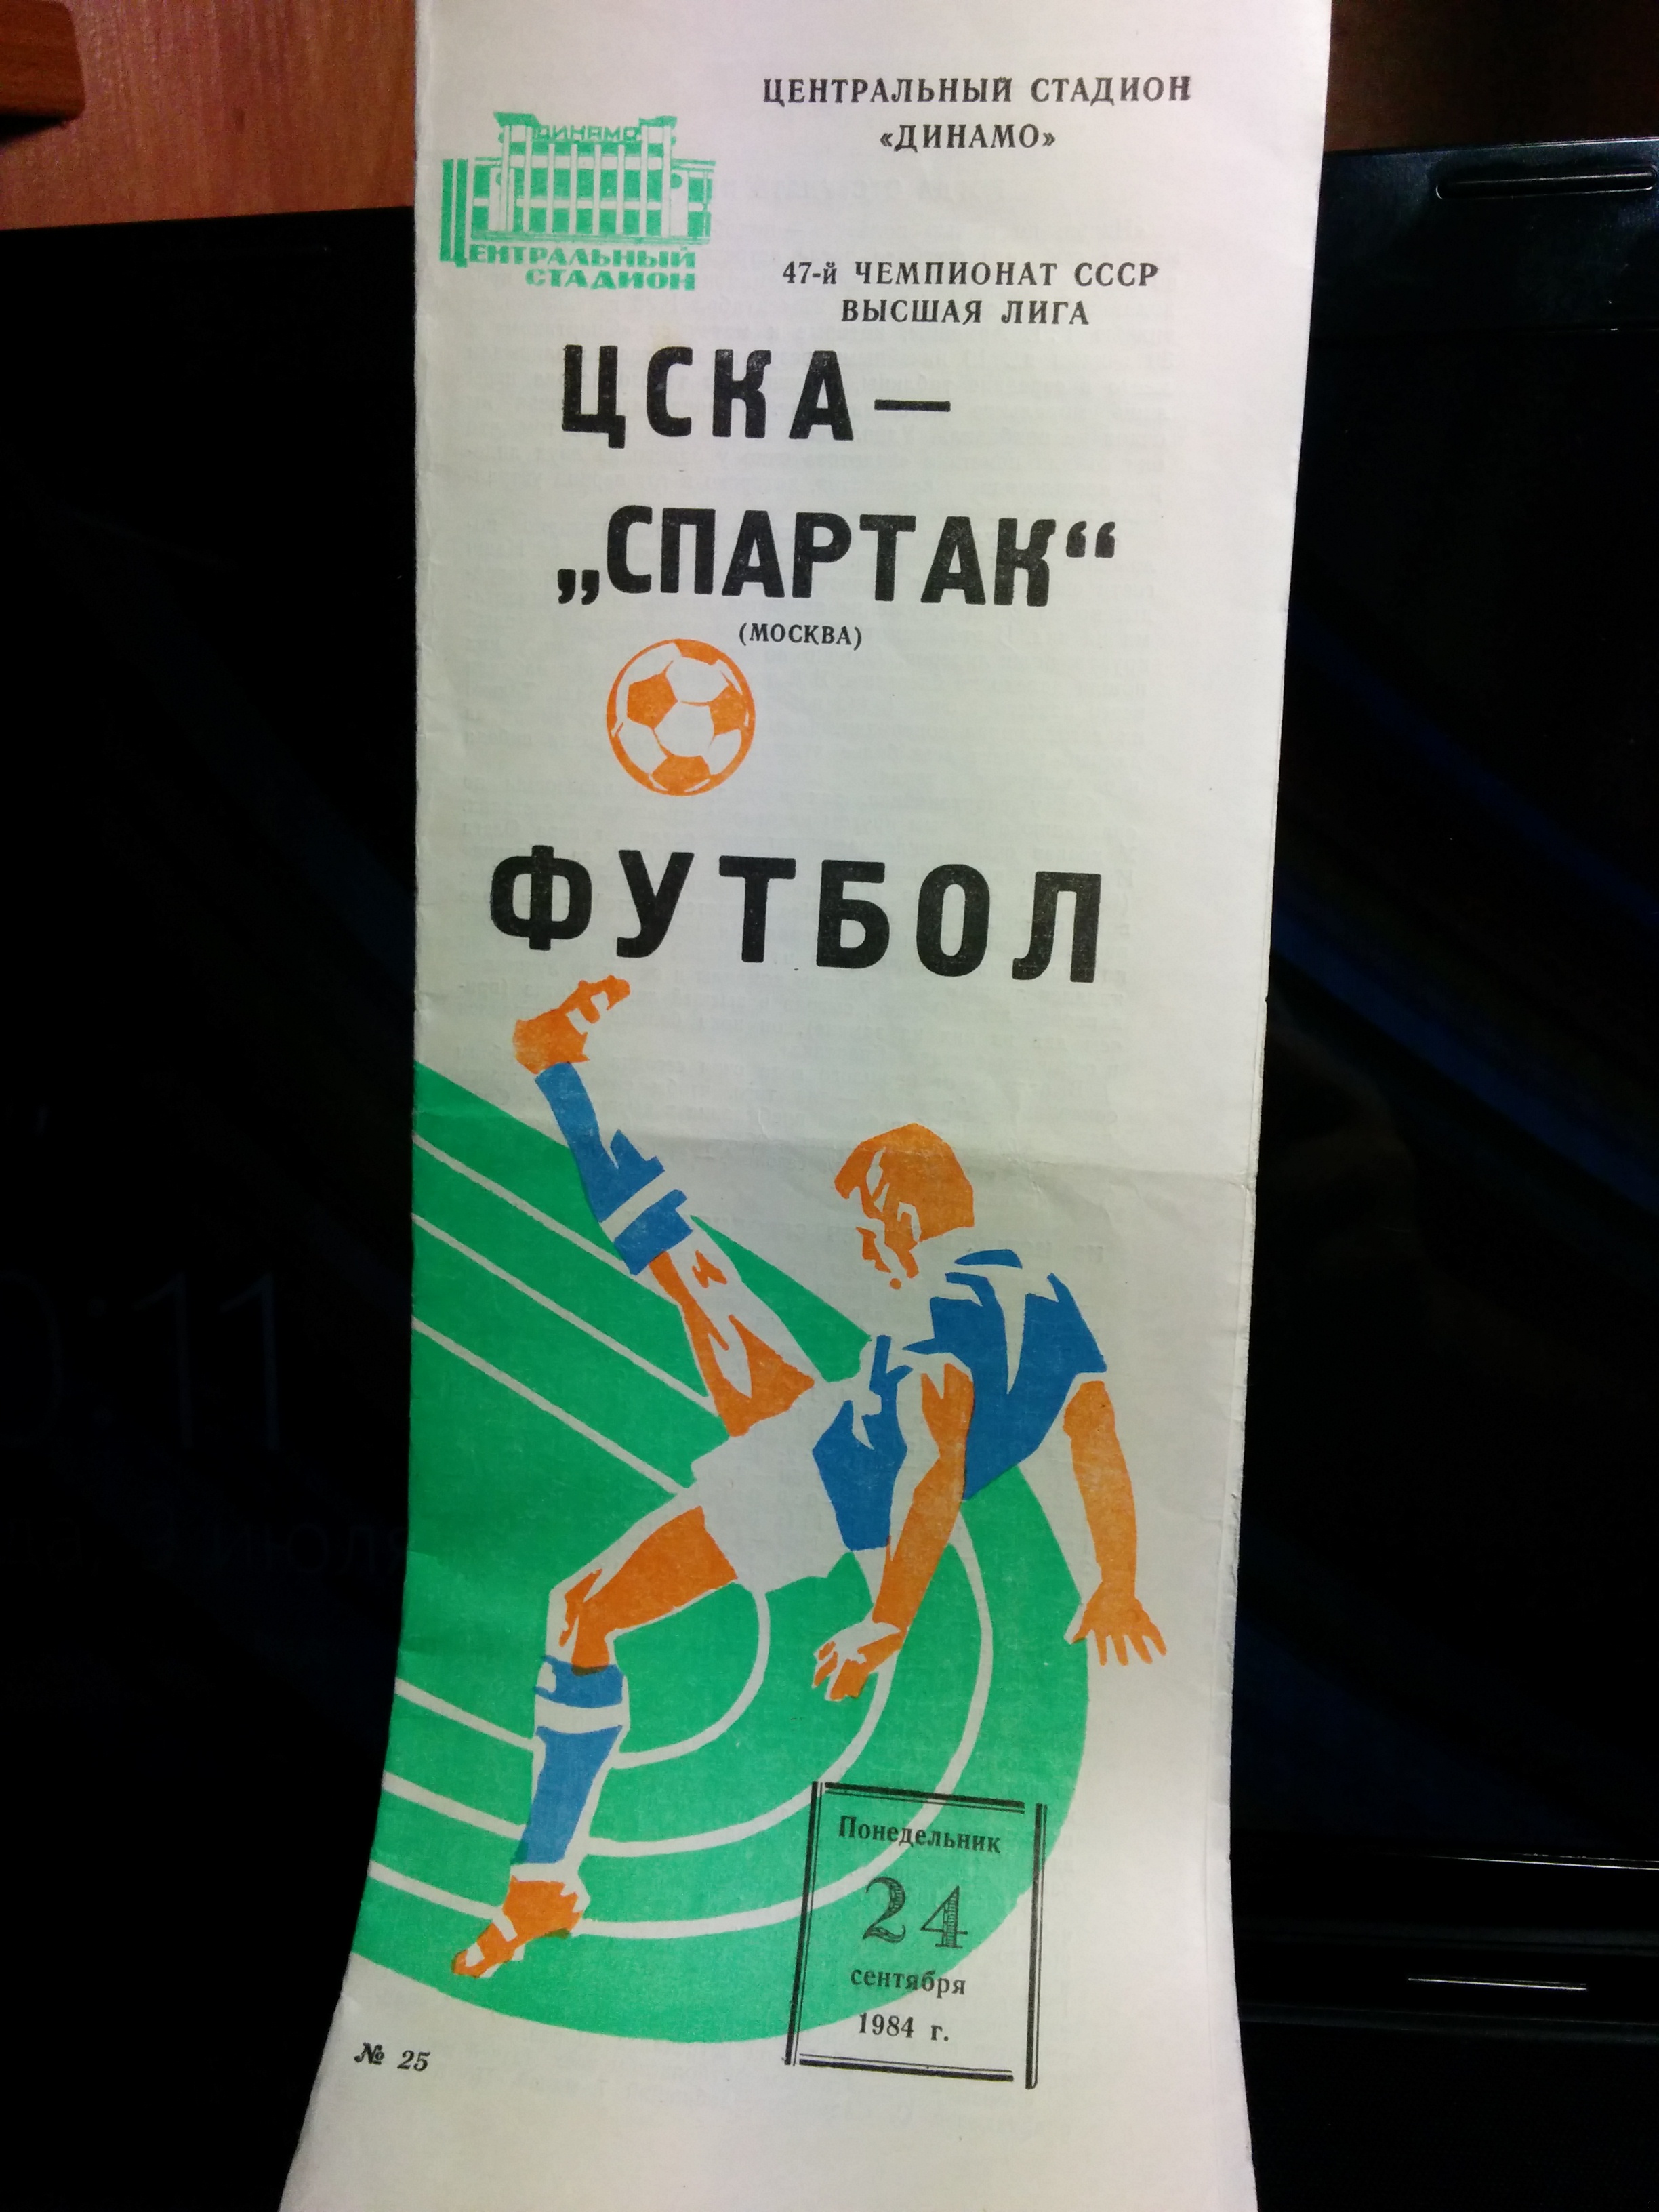 ЦЕНТРАЛЬНЫЙ СТАДИОН
«ДИНАМО»
ДИНАМО
ЦЕНТРАЛЬНЫЙ
СТАДИОН
47-й ЧЕМПИОНАТ СССР
ВЫСШАЯ ЛИГА
ЦСКА—
„СПАРТАК“
(МОСКВА)
ФУТБОЛ
Понедельник
24
сентября
1984 г.
№ 25